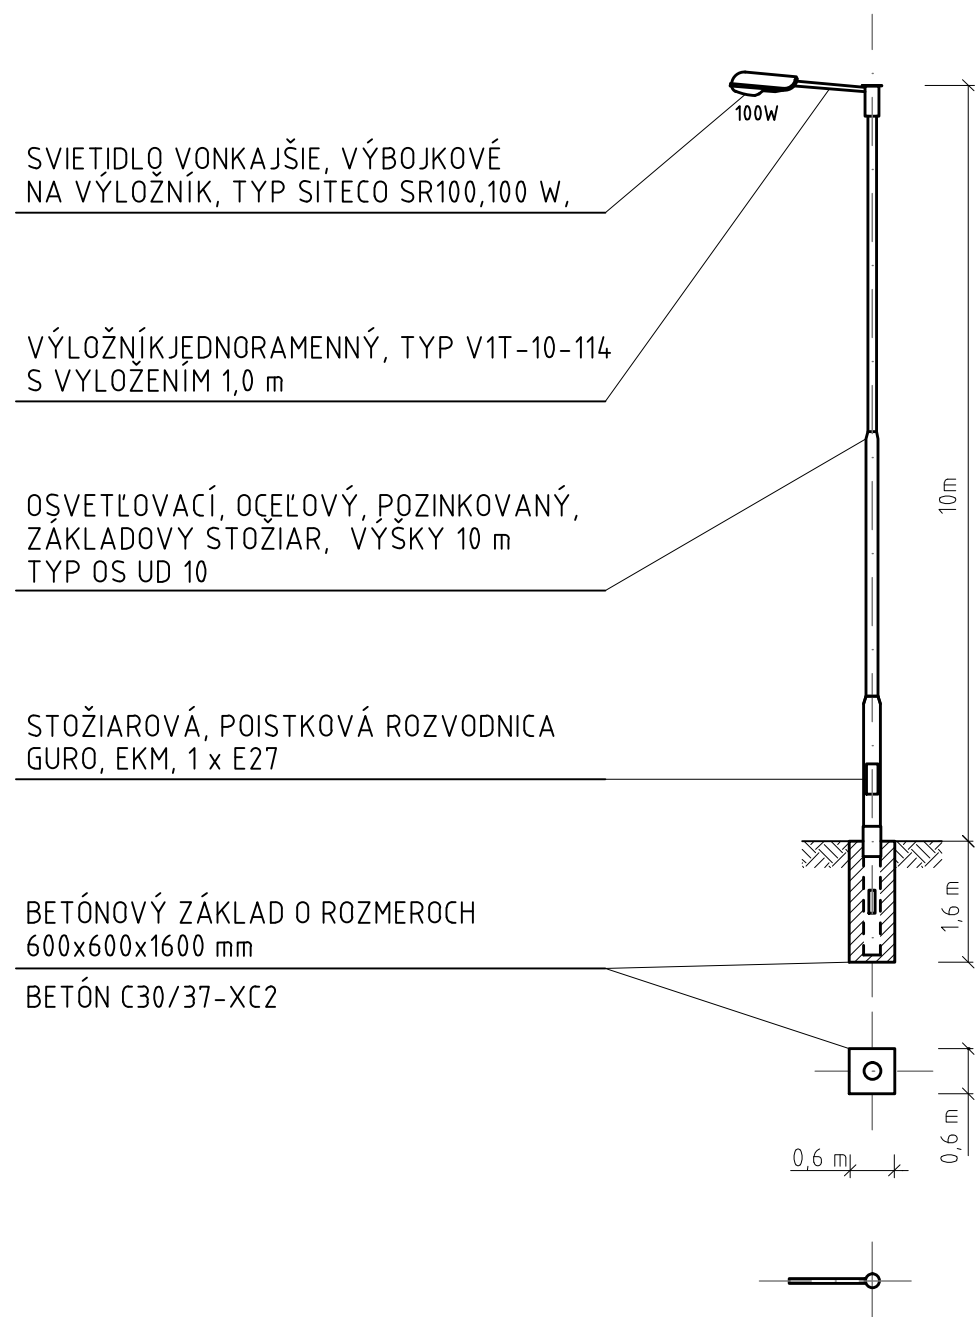 100W
SVIETIDLO VONKAJŠIE, VÝBOJKOVÉ
NA VÝLOŽNÍK, TYP SITECO SR100,100 W,
VÝLOŽNÍKJEDNORAMENNÝ, TYP V1T-10-114
S VYLOŽENÍM 1,0 m
10m
OSVETĽOVACÍ, OCEĽOVÝ, POZINKOVANÝ,
ZÁKLADOVY STOŽIAR, VÝŠKY 10 m
TYP OS UD 10
STOŽIAROVÁ, POISTKOVÁ ROZVODNICA
GURO, EKM, 1 x E27
1,6 m
BETÓNOVÝ ZÁKLAD O ROZMEROCH
600x600x1600 mm
BETÓN C30/37-XC2
0,6 m
0,6 m